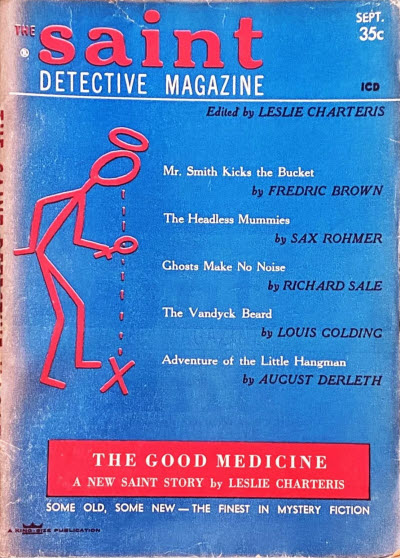 THE saint SEPT.
® 35c
DETECTIVE MAGAZINE ICD
Edited by LESLIE CHARTERIS
Mr. Smith Kicks the Bucket
by FREDRIC BROWN
The Headless Mummies
by SAX ROHMER
Ghosts Make No Noise
by RICHARD SALE
The Vandyck Beard
by LOUIS GOLDING
Adventure of the Little Hangman
by AUGUST DERLETH
THE GOOD MEDICINE
A NEW SAINT STORY by LESLIE CHARTERIS
SOME OLD, SOME NEW — THE FINEST IN MYSTERY FICTION
A KING-SIZE PUBLICATION